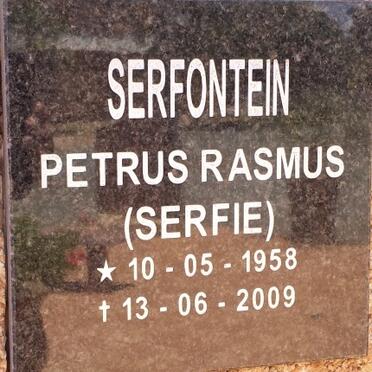 SERFONTEIN
PETRUS RASMUS
(SERFIE)
★ 10 - 05 - 1958
† 13 - 06 - 2009